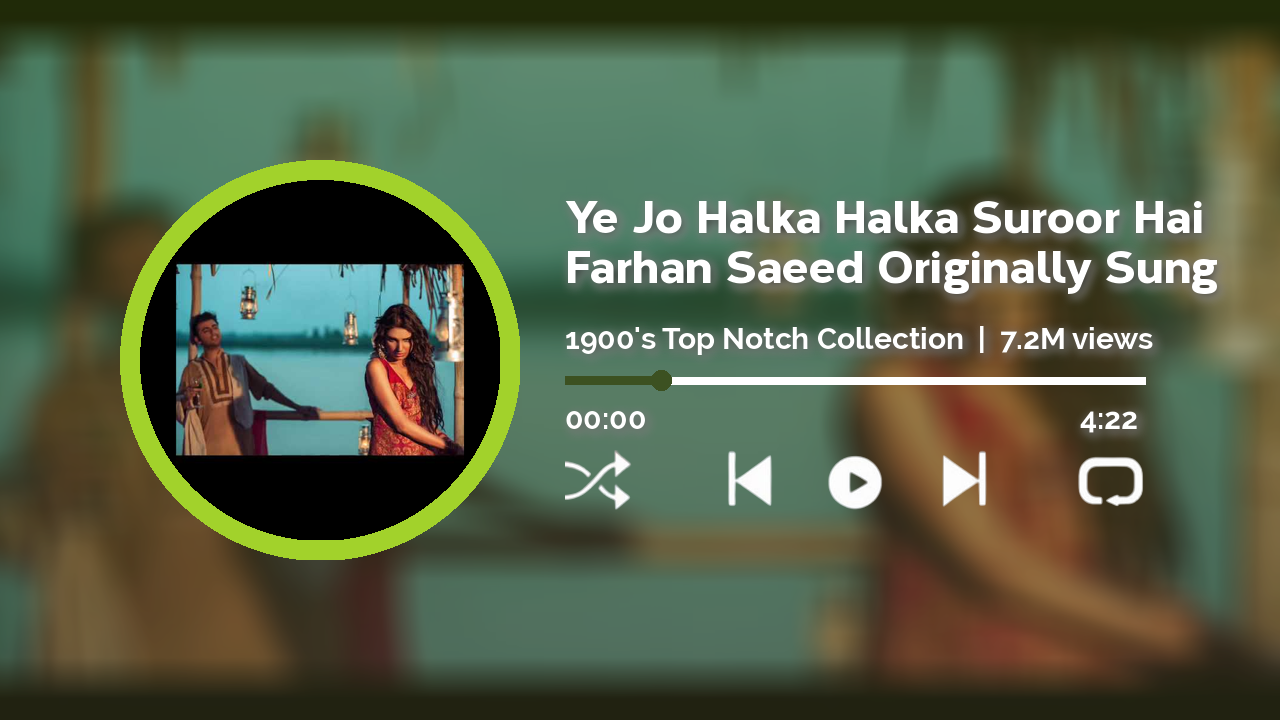 Ye Jo Halka Halka Suroor Hai
Farhan Saeed Originally Sung
1900's Top Notch Collection | 7.2M views
00:00 4:22